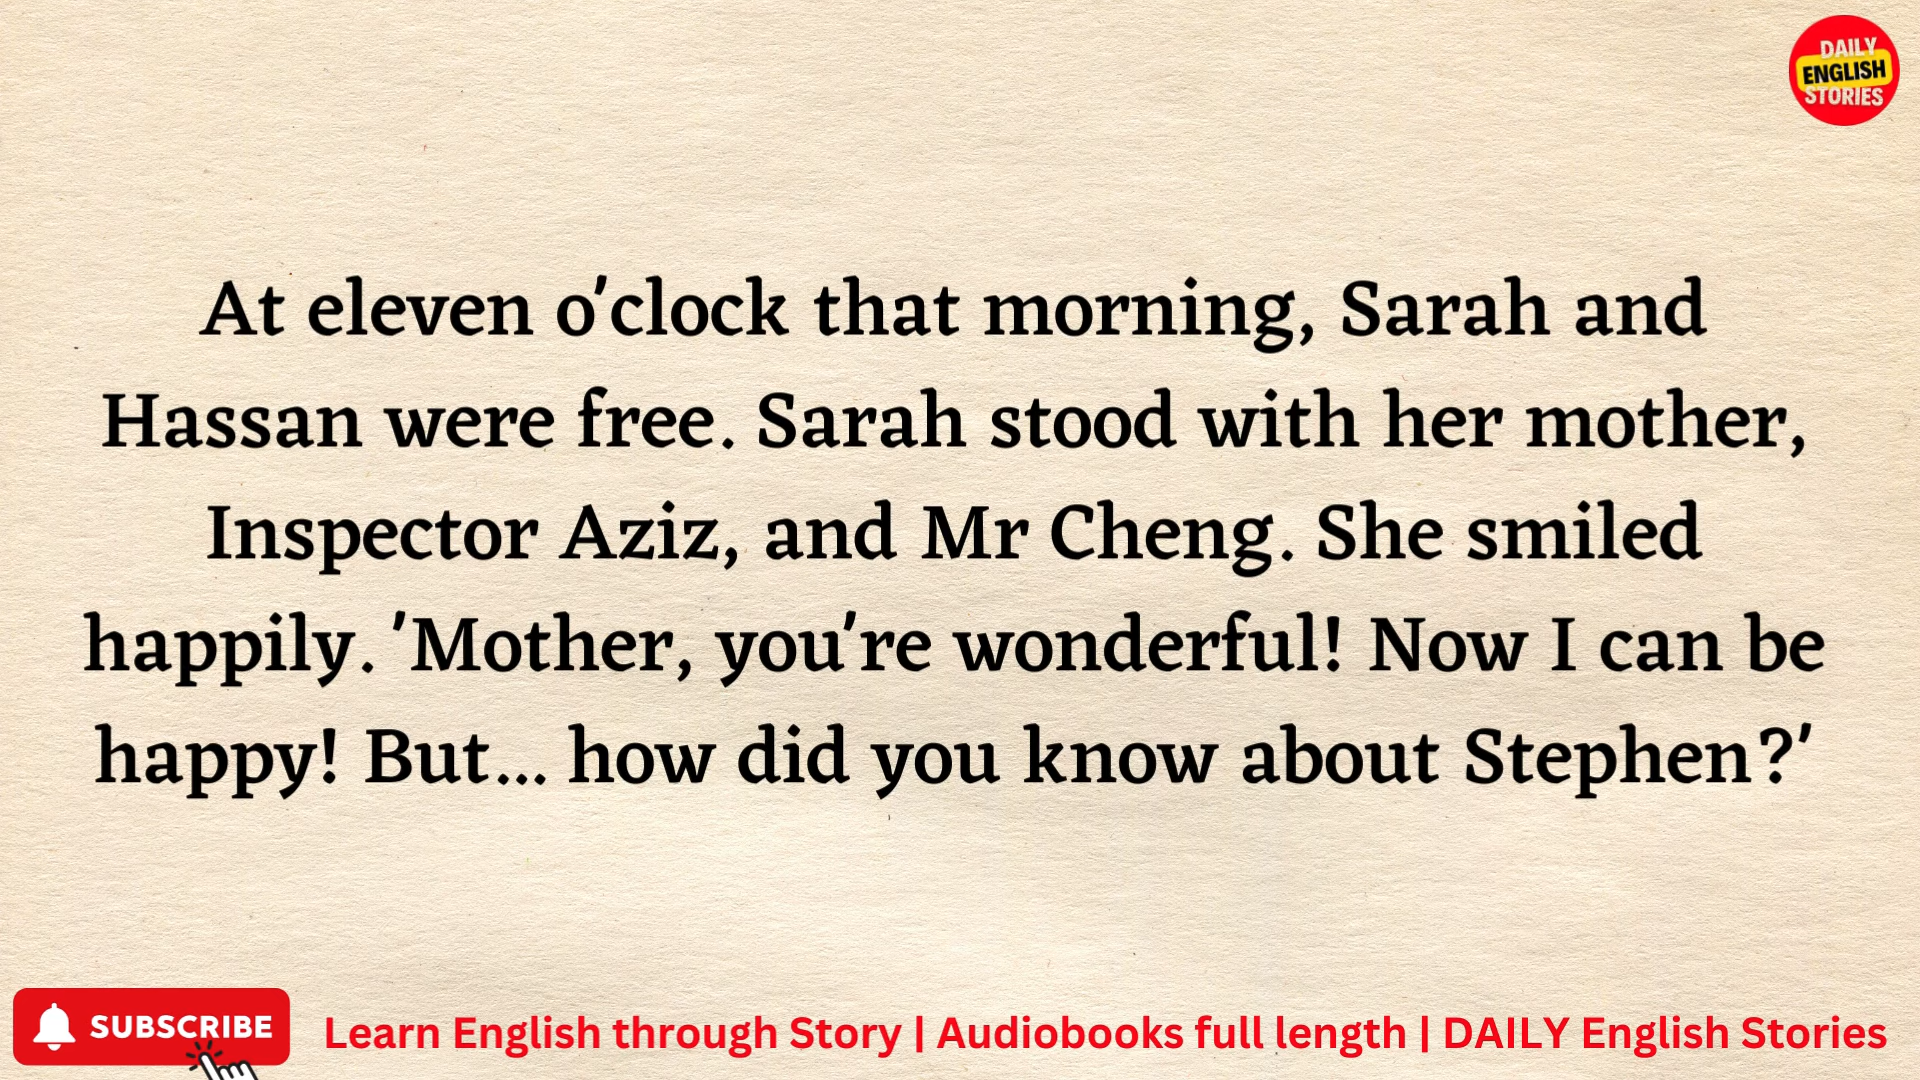 DAILY
ENGLISH
STORIES
At eleven o'clock that morning, Sarah and
Hassan were free. Sarah stood with her mother,
Inspector Aziz, and Mr Cheng. She smiled
happily. 'Mother, you're wonderful! Now I can be
happy! But... how did you know about Stephen?'
SUBSCRIBE
Learn English through Story | Audiobooks full length | DAILY English Stories